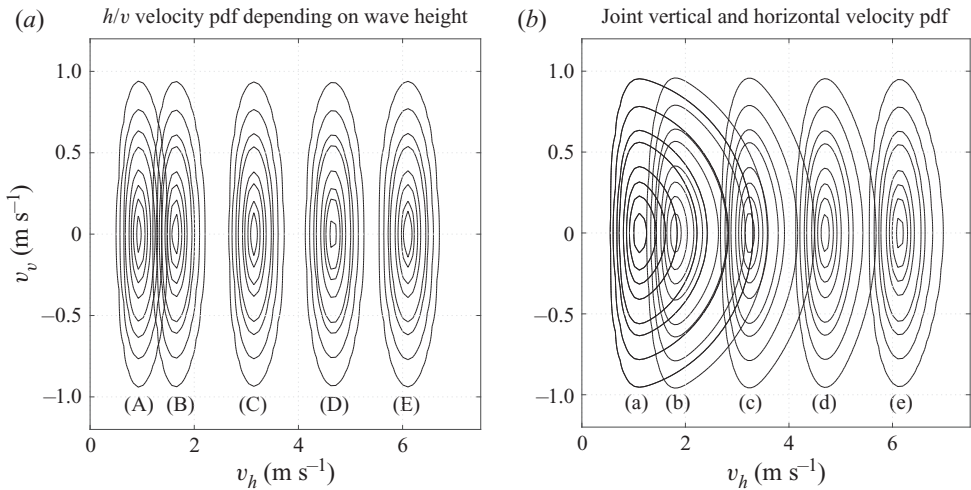 (a) h/v velocity pdf depending on wave height
1.0
0.5
0
−0.5
−1.0
v_v (m s⁻¹)
(A) (B) (C) (D) (E)
0 2 4 6
v_h (m s⁻¹)
(b) Joint vertical and horizontal velocity pdf
1.0
0.5
0
−0.5
−1.0
(a) (b) (c) (d) (e)
0 2 4 6
v_h (m s⁻¹)